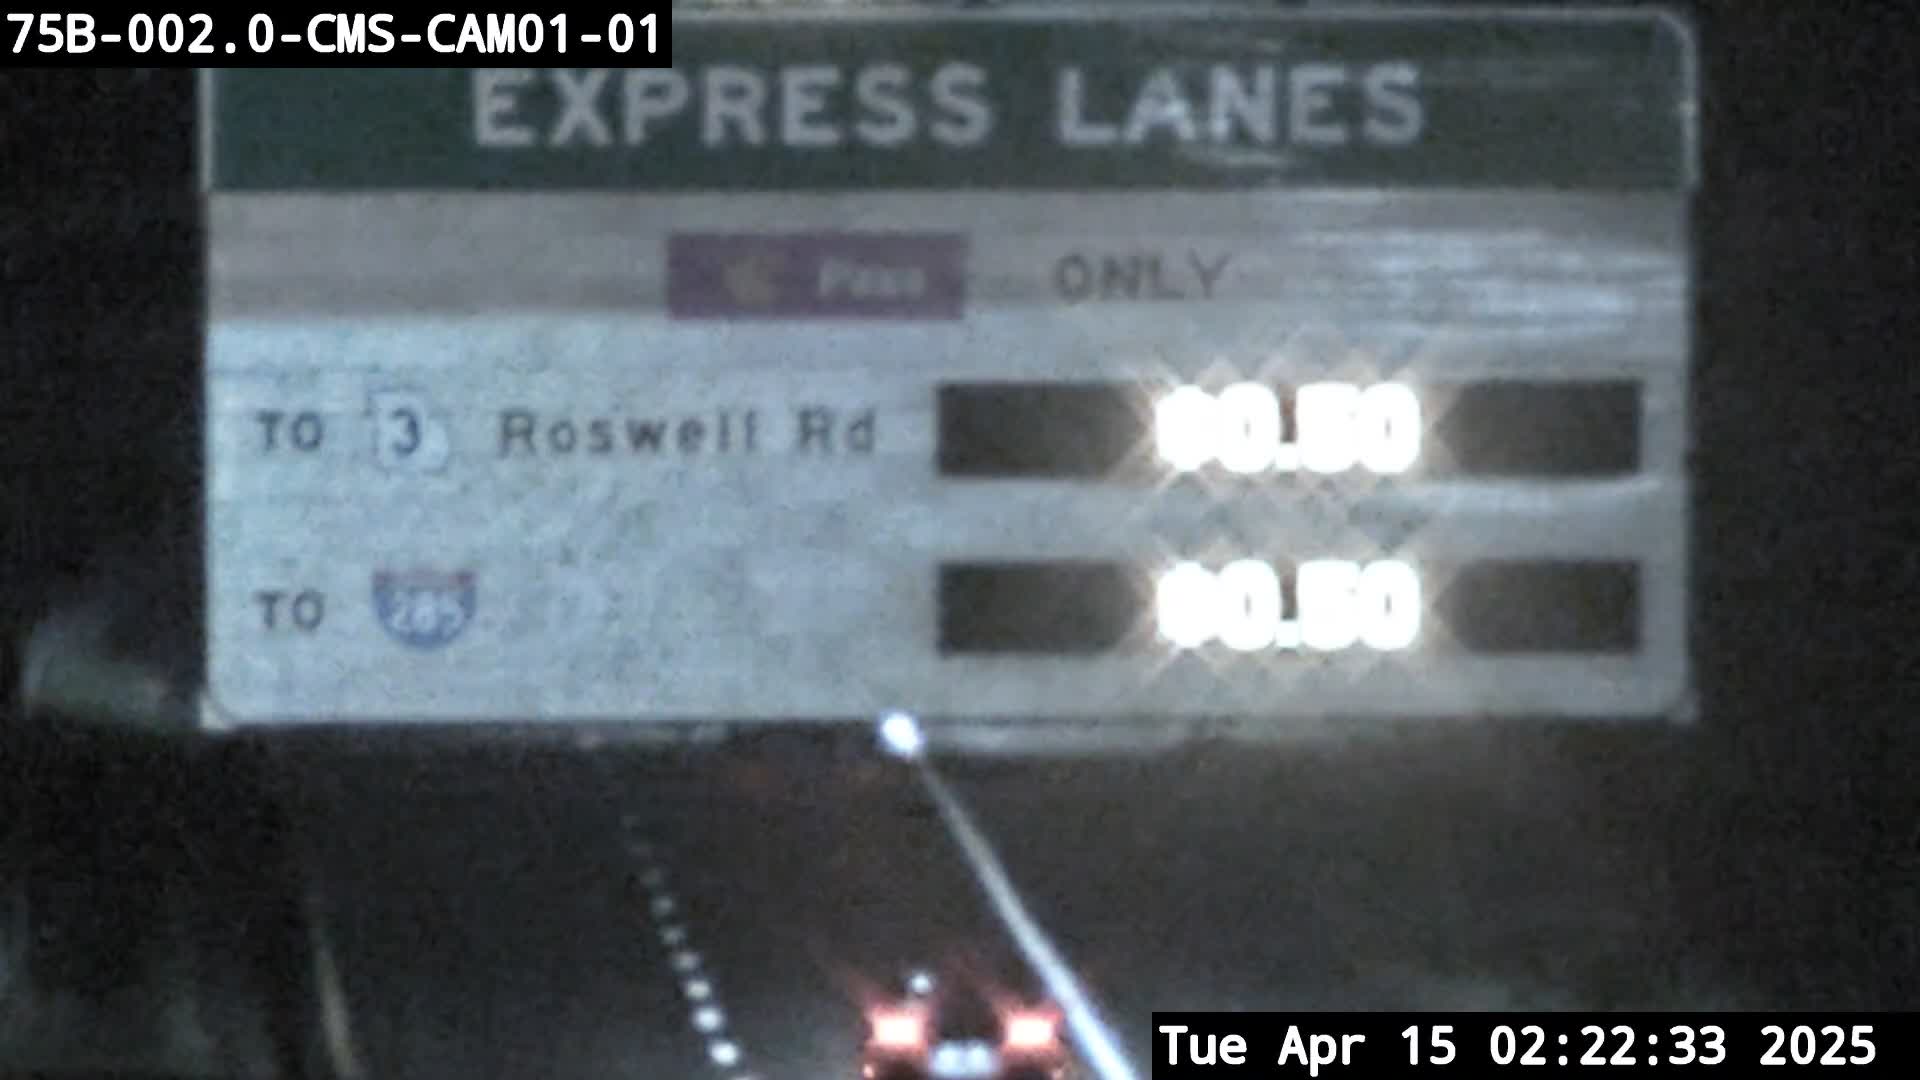 75B-002.0-CMS-CAM01-01
EXPRESS LANES
Pass ONLY
TO 3 Roswell Rd $0.50
TO 285 $0.50
Tue Apr 15 02:22:33 2025